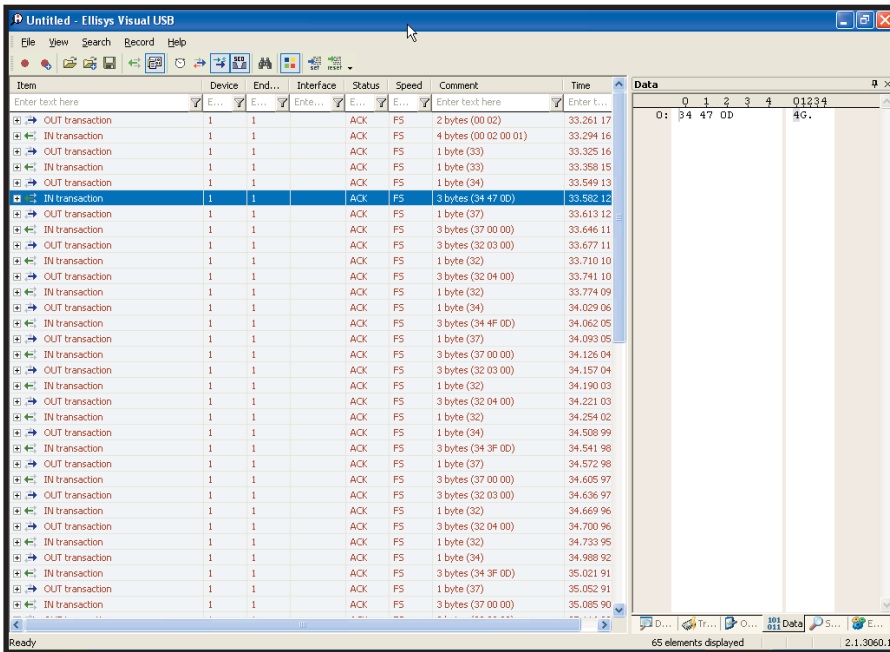 Untitled - Ellisys Visual USB
File View Search Record Help
Item Device End... Interface Status Speed Comment Time
Enter text here E... E... Ente... E... E... Enter text here Enter t...
OUT transaction 1 1 ACK FS 2 bytes (00 02) 33.261 17
IN transaction 1 1 ACK FS 4 bytes (00 02 00 01) 33.294 16
OUT transaction 1 1 ACK FS 1 byte (33) 33.325 16
IN transaction 1 1 ACK FS 1 byte (33) 33.358 15
OUT transaction 1 1 ACK FS 1 byte (34) 33.549 13
IN transaction 1 1 ACK FS 3 bytes (34 47 0D) 33.582 12
OUT transaction 1 1 ACK FS 1 byte (37) 33.613 12
IN transaction 1 1 ACK FS 3 bytes (37 00 00) 33.646 11
OUT transaction 1 1 ACK FS 3 bytes (32 03 00) 33.677 11
IN transaction 1 1 ACK FS 1 byte (32) 33.710 10
OUT transaction 1 1 ACK FS 3 bytes (32 04 00) 33.741 10
IN transaction 1 1 ACK FS 1 byte (32) 33.774 09
OUT transaction 1 1 ACK FS 1 byte (34) 34.029 06
IN transaction 1 1 ACK FS 3 bytes (34 4F 0D) 34.062 05
OUT transaction 1 1 ACK FS 1 byte (37) 34.093 05
IN transaction 1 1 ACK FS 3 bytes (37 00 00) 34.126 04
OUT transaction 1 1 ACK FS 3 bytes (32 03 00) 34.157 04
IN transaction 1 1 ACK FS 1 byte (32) 34.190 03
OUT transaction 1 1 ACK FS 3 bytes (32 04 00) 34.221 03
IN transaction 1 1 ACK FS 1 byte (32) 34.254 02
OUT transaction 1 1 ACK FS 1 byte (34) 34.508 99
IN transaction 1 1 ACK FS 3 bytes (34 3F 0D) 34.541 98
OUT transaction 1 1 ACK FS 1 byte (37) 34.572 98
IN transaction 1 1 ACK FS 3 bytes (37 00 00) 34.605 97
OUT transaction 1 1 ACK FS 3 bytes (32 03 00) 34.636 97
IN transaction 1 1 ACK FS 1 byte (32) 34.669 96
OUT transaction 1 1 ACK FS 3 bytes (32 04 00) 34.700 96
IN transaction 1 1 ACK FS 1 byte (32) 34.733 95
OUT transaction 1 1 ACK FS 1 byte (34) 34.988 92
IN transaction 1 1 ACK FS 3 bytes (34 3F 0D) 35.021 91
OUT transaction 1 1 ACK FS 1 byte (37) 35.052 91
IN transaction 1 1 ACK FS 3 bytes (37 00 00) 35.085 90
Data
0 1 2 3 4 01234
0: 34 47 0D 4G.
D... Tr... O... Data S... E...
Ready 65 elements displayed 2.1.3060.1